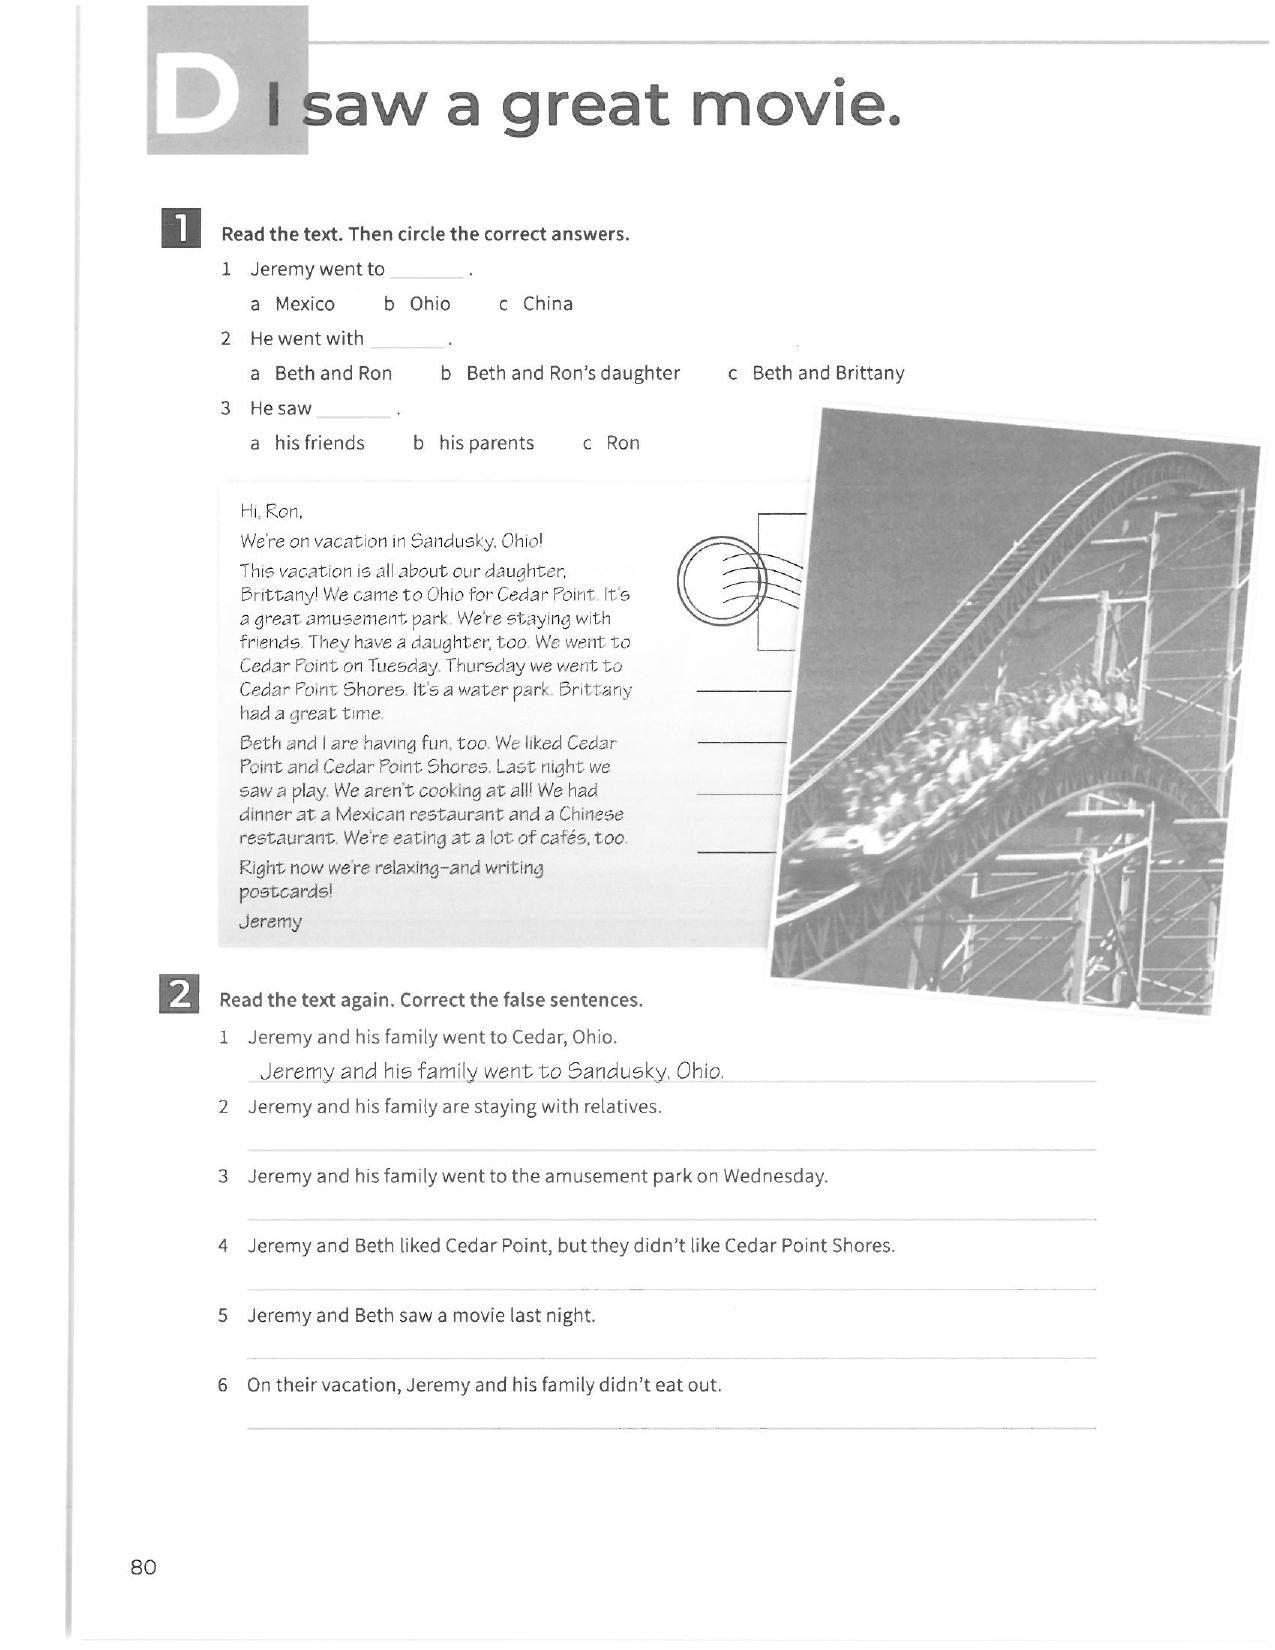 D I saw a great movie.
1 Read the text. Then circle the correct answers.
1 Jeremy went to ______ .
a Mexico b Ohio c China
2 He went with ______ .
a Beth and Ron b Beth and Ron's daughter c Beth and Brittany
3 He saw ______ .
a his friends b his parents c Ron
Hi, Ron,
We're on vacation in Sandusky, Ohio!
This vacation is all about our daughter,
Brittany! We came to Ohio for Cedar Point. It's
a great amusement park. We're staying with
friends. They have a daughter, too. We went to
Cedar Point on Tuesday. Thursday we went to
Cedar Point Shores. It's a water park. Brittany
had a great time.
Beth and I are having fun, too. We liked Cedar
Point and Cedar Point Shores. Last night we
saw a play. We aren't cooking at all! We had
dinner at a Mexican restaurant and a Chinese
restaurant. We're eating at a lot of cafés, too.
Right now we're relaxing–and writing
postcards!
Jeremy
2 Read the text again. Correct the false sentences.
1 Jeremy and his family went to Cedar, Ohio.
Jeremy and his family went to Sandusky, Ohio.
2 Jeremy and his family are staying with relatives.
3 Jeremy and his family went to the amusement park on Wednesday.
4 Jeremy and Beth liked Cedar Point, but they didn't like Cedar Point Shores.
5 Jeremy and Beth saw a movie last night.
6 On their vacation, Jeremy and his family didn't eat out.
80